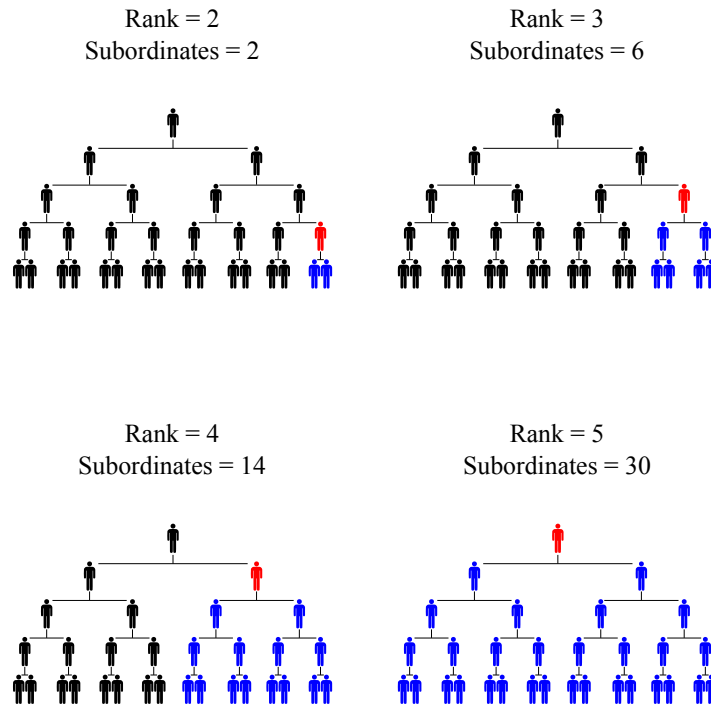 Rank = 2
Subordinates = 2
Rank = 3
Subordinates = 6
Rank = 4
Subordinates = 14
Rank = 5
Subordinates = 30